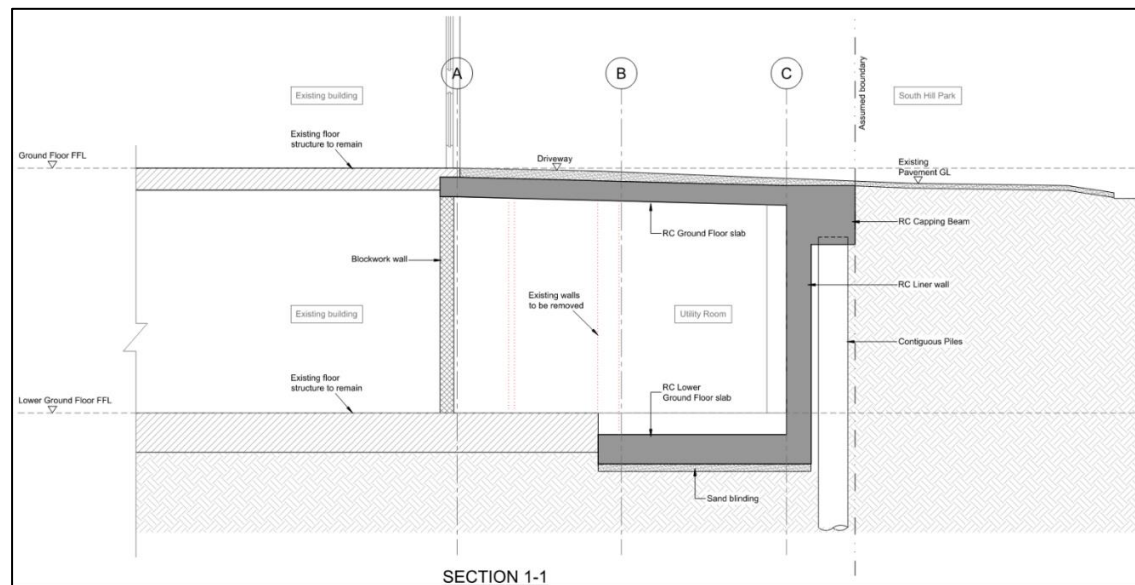 A
B
C
Assumed boundary
Existing building
South Hill Park
Existing floor
structure to remain
Ground Floor FFL
Driveway
Existing
Pavement GL
RC Ground Floor slab
RC Capping Beam
Blockwork wall
RC Liner wall
Existing walls
to be removed
Existing building
Utility Room
Contiguous Piles
Existing floor
structure to remain
RC Lower
Ground Floor slab
Lower Ground Floor FFL
Sand blinding
SECTION 1-1